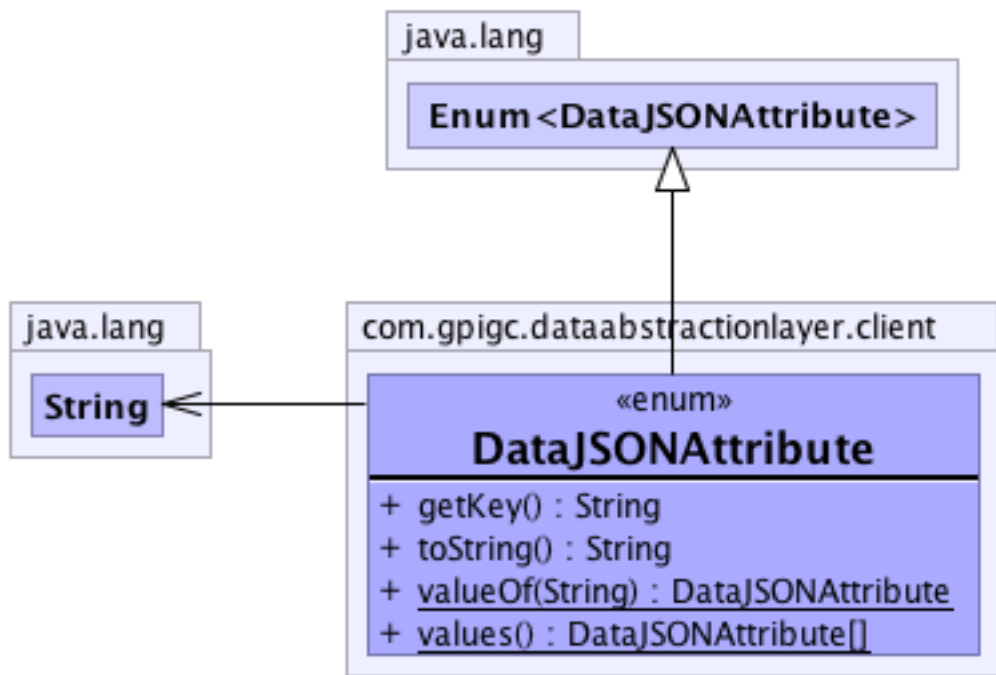 java.lang
Enum<DataJSONAttribute>
java.lang
String
com.gpigc.dataabstractionlayer.client
«enum»
DataJSONAttribute
+ getKey() : String
+ toString() : String
+ valueOf(String) : DataJSONAttribute
+ values() : DataJSONAttribute[]